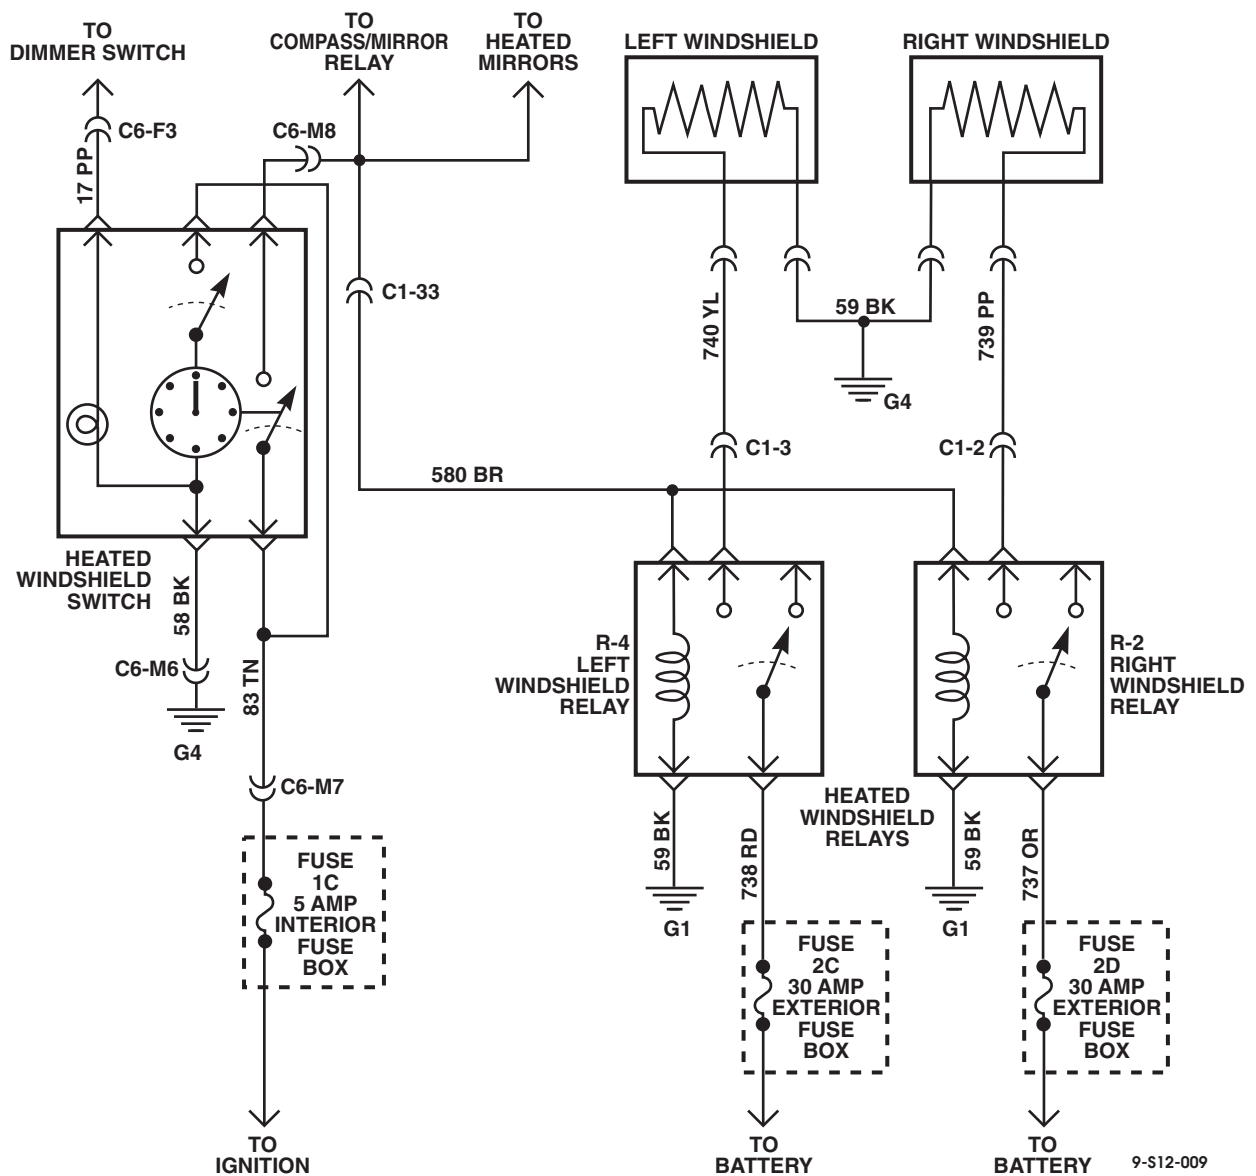 TO
DIMMER SWITCH
TO
COMPASS/MIRROR
RELAY
TO
HEATED
MIRRORS
LEFT WINDSHIELD
RIGHT WINDSHIELD
C6-F3
C6-M8
17 PP
C1-33
740 YL
59 BK
739 PP
G4
C1-3
C1-2
580 BR
HEATED
WINDSHIELD
SWITCH
58 BK
C6-M6
G4
83 TN
C6-M7
R-4
LEFT
WINDSHIELD
RELAY
R-2
RIGHT
WINDSHIELD
RELAY
HEATED
WINDSHIELD
RELAYS
59 BK
738 RD
59 BK
737 OR
G1
G1
FUSE
1C
5 AMP
INTERIOR
FUSE
BOX
FUSE
2C
30 AMP
EXTERIOR
FUSE
BOX
FUSE
2D
30 AMP
EXTERIOR
FUSE
BOX
TO
IGNITION
TO
BATTERY
TO
BATTERY
9-S12-009